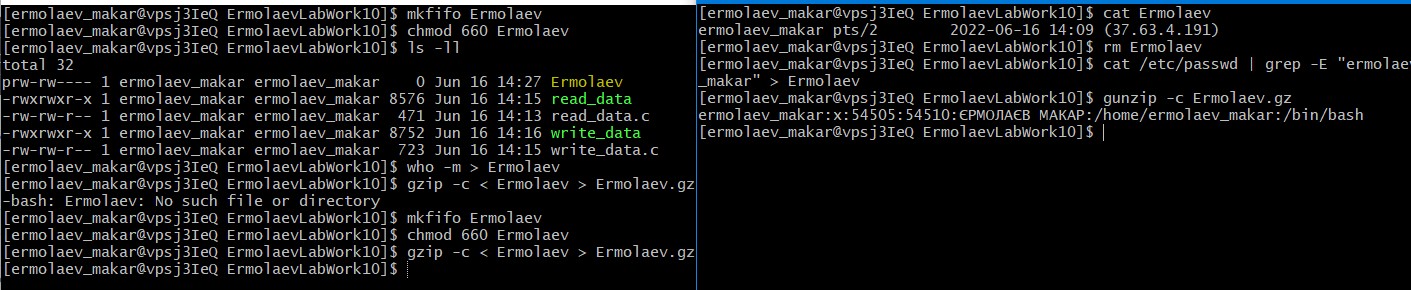 [ermolaev_makar@vpsj3IeQ ErmolaevLabWork10]$ mkfifo Ermolaev
[ermolaev_makar@vpsj3IeQ ErmolaevLabWork10]$ chmod 660 Ermolaev
[ermolaev_makar@vpsj3IeQ ErmolaevLabWork10]$ ls -ll
total 32
prw-rw---- 1 ermolaev_makar ermolaev_makar    0 Jun 16 14:27 Ermolaev
-rwxrwxr-x 1 ermolaev_makar ermolaev_makar 8576 Jun 16 14:15 read_data
-rw-rw-r-- 1 ermolaev_makar ermolaev_makar  471 Jun 16 14:13 read_data.c
-rwxrwxr-x 1 ermolaev_makar ermolaev_makar 8752 Jun 16 14:16 write_data
-rw-rw-r-- 1 ermolaev_makar ermolaev_makar  723 Jun 16 14:15 write_data.c
[ermolaev_makar@vpsj3IeQ ErmolaevLabWork10]$ who -m > Ermolaev
[ermolaev_makar@vpsj3IeQ ErmolaevLabWork10]$ gzip -c < Ermolaev > Ermolaev.gz
-bash: Ermolaev: No such file or directory
[ermolaev_makar@vpsj3IeQ ErmolaevLabWork10]$ mkfifo Ermolaev
[ermolaev_makar@vpsj3IeQ ErmolaevLabWork10]$ chmod 660 Ermolaev
[ermolaev_makar@vpsj3IeQ ErmolaevLabWork10]$ gzip -c < Ermolaev > Ermolaev.gz
[ermolaev_makar@vpsj3IeQ ErmolaevLabWork10]$
[ermolaev_makar@vpsj3IeQ ErmolaevLabWork10]$ cat Ermolaev
ermolaev_makar pts/2        2022-06-16 14:09 (37.63.4.191)
[ermolaev_makar@vpsj3IeQ ErmolaevLabWork10]$ rm Ermolaev
[ermolaev_makar@vpsj3IeQ ErmolaevLabWork10]$ cat /etc/passwd | grep -E "ermolaev
_makar" > Ermolaev
[ermolaev_makar@vpsj3IeQ ErmolaevLabWork10]$ gunzip -c Ermolaev.gz
ermolaev_makar:x:54505:54510:ЄРМОЛАЄВ МАКАР:/home/ermolaev_makar:/bin/bash
[ermolaev_makar@vpsj3IeQ ErmolaevLabWork10]$